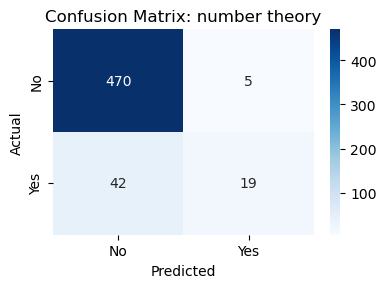 Confusion Matrix: number theory
Actual
No
470
5
Yes
42
19
No
Yes
Predicted
400
300
200
100